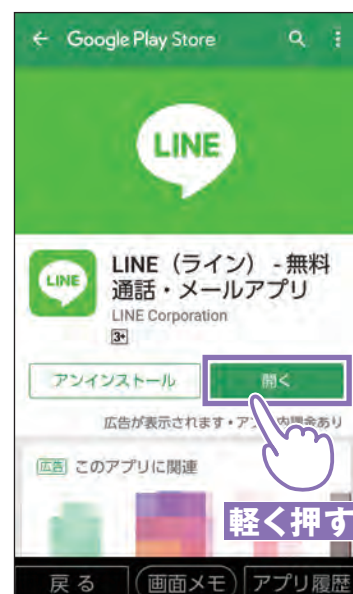 ← Google Play Store
LINE
LINE
LINE（ライン） - 無料
通話・メールアプリ
LINE Corporation
3+
アンインストール
開く
広告が表示されます・アプ 内課金あり
広告 このアプリに関連
軽く押す
戻る
画面メモ
アプリ履歴